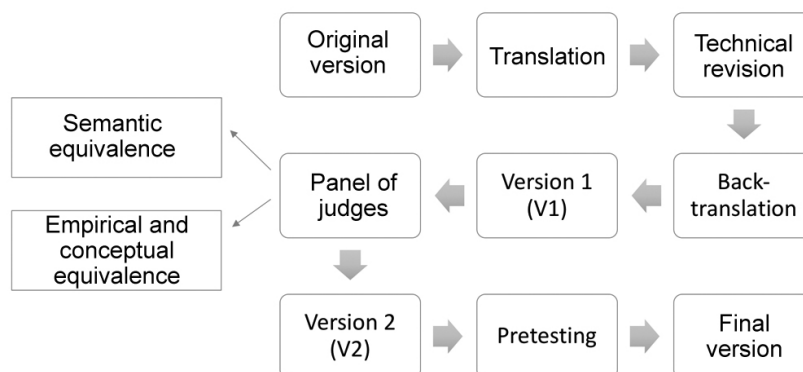 Original
version
Translation
Technical
revision
Semantic
equivalence
Empirical and
conceptual
equivalence
Panel of
judges
Version 1
(V1)
Back-
translation
Version 2
(V2)
Pretesting
Final
version